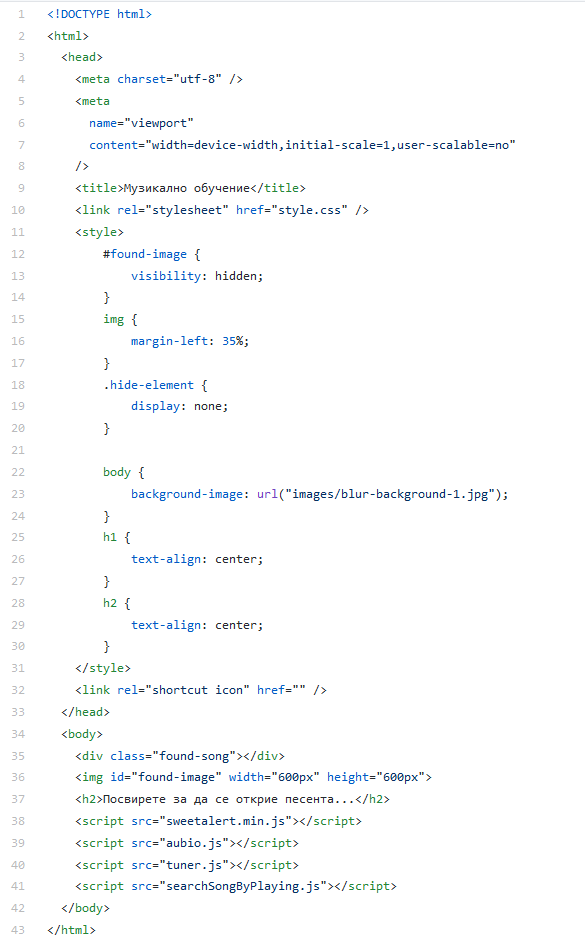 1 <!DOCTYPE html>
2 <html>
3   <head>
4     <meta charset="utf-8" />
5     <meta
6       name="viewport"
7       content="width=device-width,initial-scale=1,user-scalable=no"
8     />
9     <title>Музикално обучение</title>
10     <link rel="stylesheet" href="style.css" />
11     <style>
12         #found-image {
13             visibility: hidden;
14         }
15         img {
16             margin-left: 35%;
17         }
18         .hide-element {
19             display: none;
20         }
21
22         body {
23             background-image: url("images/blur-background-1.jpg");
24         }
25         h1 {
26             text-align: center;
27         }
28         h2 {
29             text-align: center;
30         }
31     </style>
32     <link rel="shortcut icon" href="" />
33   </head>
34   <body>
35     <div class="found-song"></div>
36     <img id="found-image" width="600px" height="600px">
37     <h2>Посвирете за да се открие песента...</h2>
38     <script src="sweetalert.min.js"></script>
39     <script src="aubio.js"></script>
40     <script src="tuner.js"></script>
41     <script src="searchSongByPlaying.js"></script>
42   </body>
43 </html>